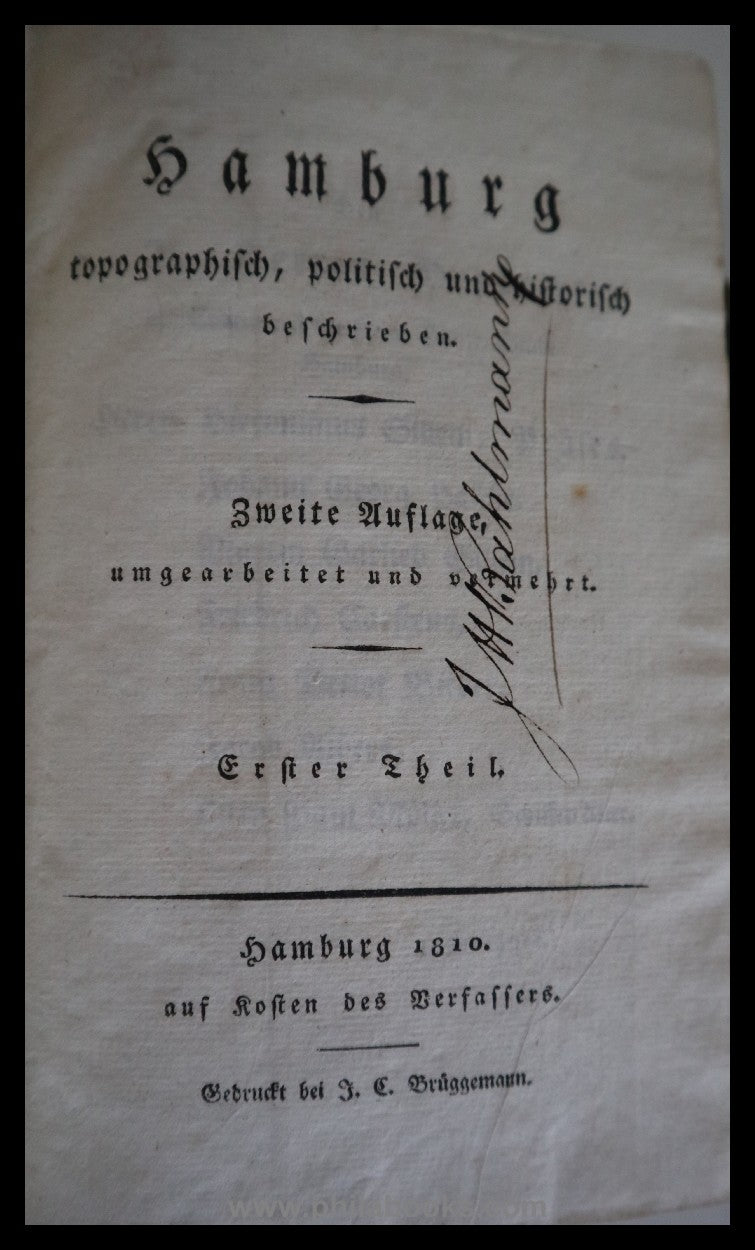 Hamburg
topographisch, politisch und historisch
beschrieben.
Zweite Auflage,
umgearbeitet und vermehrt.
Erster Theil.
Hamburg 1810.
auf Kosten des Verfassers.
Gedruckt bei J. C. Brüggemann.